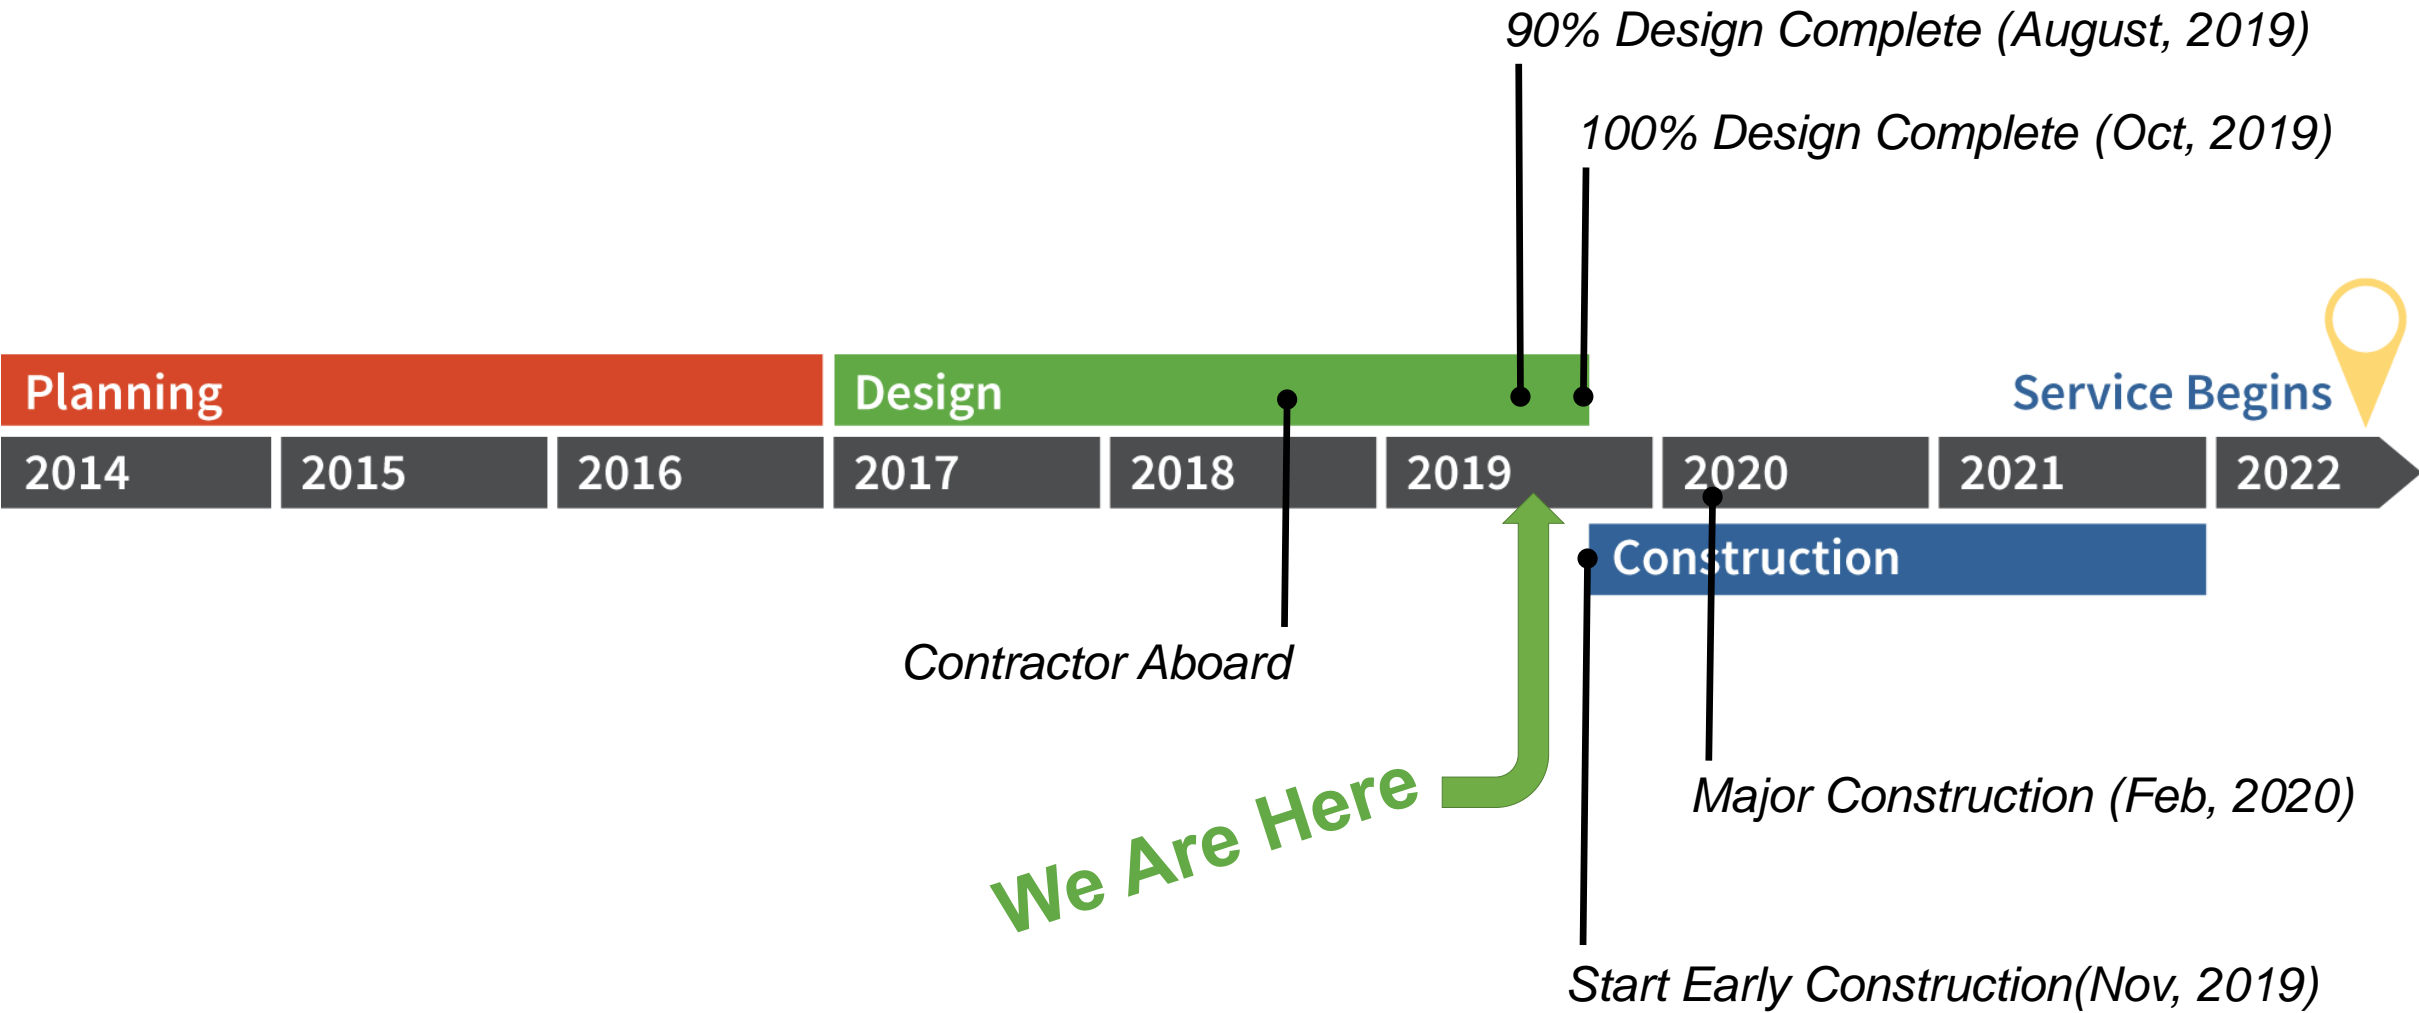 90% Design Complete (August, 2019)
100% Design Complete (Oct, 2019)
Planning
Design
Service Begins
2014
2015
2016
2017
2018
2019
2020
2021
2022
Construction
Contractor Aboard
We Are Here
Major Construction (Feb, 2020)
Start Early Construction(Nov, 2019)